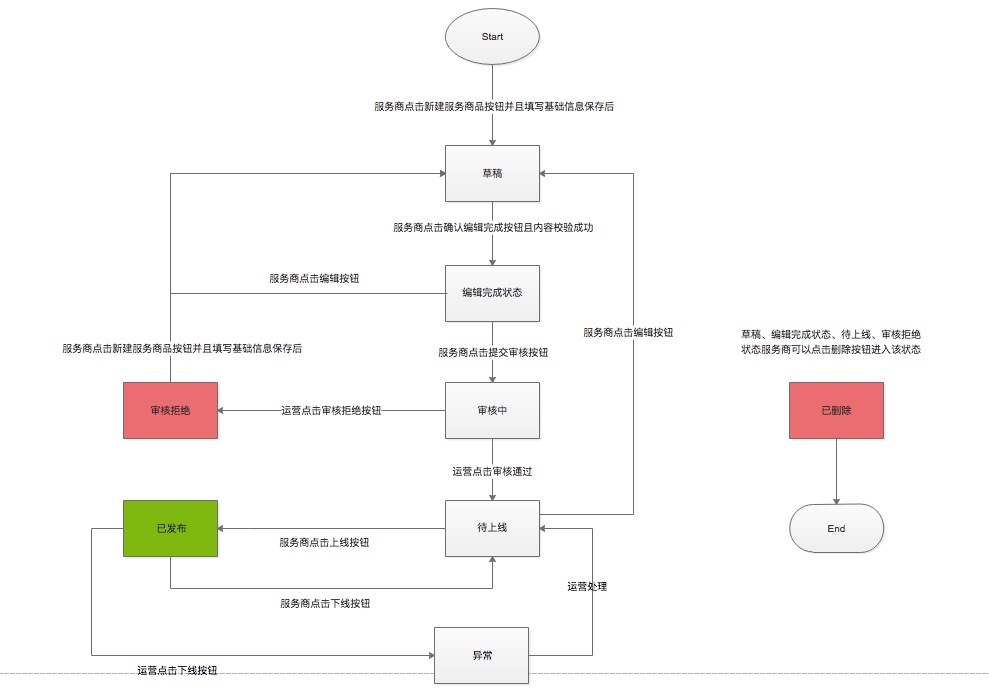 Start
服务商点击新建服务商品按钮并且填写基础信息保存后
草稿
服务商点击确认编辑完成按钮且内容校验成功
服务商点击编辑按钮
编辑完成状态
服务商点击编辑按钮
草稿、编辑完成状态、待上线、审核拒绝
状态服务商可以点击删除按钮进入该状态
服务商点击新建服务商品按钮并且填写基础信息保存后
服务商点击提交审核按钮
审核拒绝
运营点击审核拒绝按钮
审核中
已删除
运营点击审核通过
已发布
服务商点击上线按钮
待上线
End
运营处理
服务商点击下线按钮
异常
运营点击下线按钮